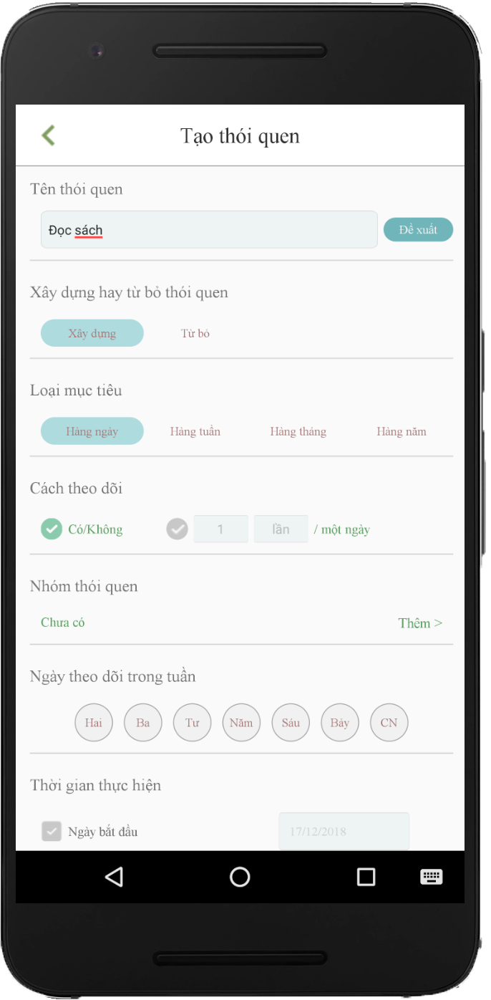 Tạo thói quen
Tên thói quen
Đọc sách
Đề xuất
Xây dựng hay từ bỏ thói quen
Xây dựng Từ bỏ
Loại mục tiêu
Hàng ngày Hàng tuần Hàng tháng Hàng năm
Cách theo dõi
Có/Không 1 lần / một ngày
Nhóm thói quen
Chưa có Thêm >
Ngày theo dõi trong tuần
Hai Ba Tư Năm Sáu Bảy CN
Thời gian thực hiện
Ngày bắt đầu 17/12/2018